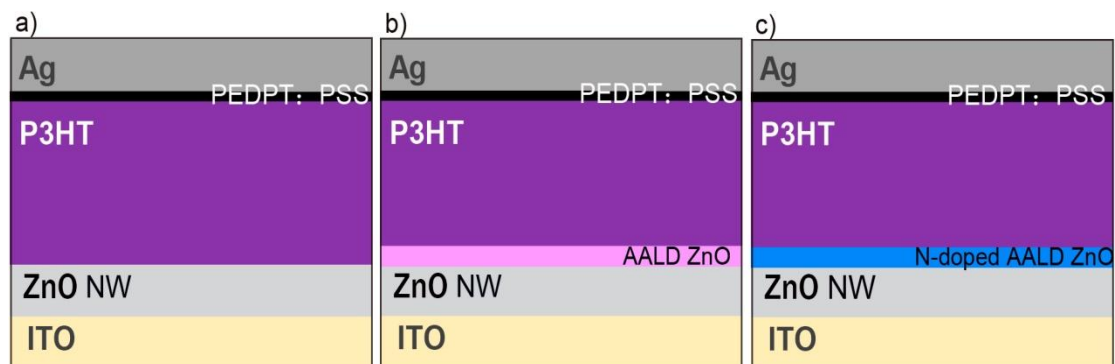 a)
Ag
PEDPT：PSS
P3HT
ZnO NW
ITO
b)
Ag
PEDPT：PSS
P3HT
AALD ZnO
ZnO NW
ITO
c)
Ag
PEDPT：PSS
P3HT
N-doped AALD ZnO
ZnO NW
ITO